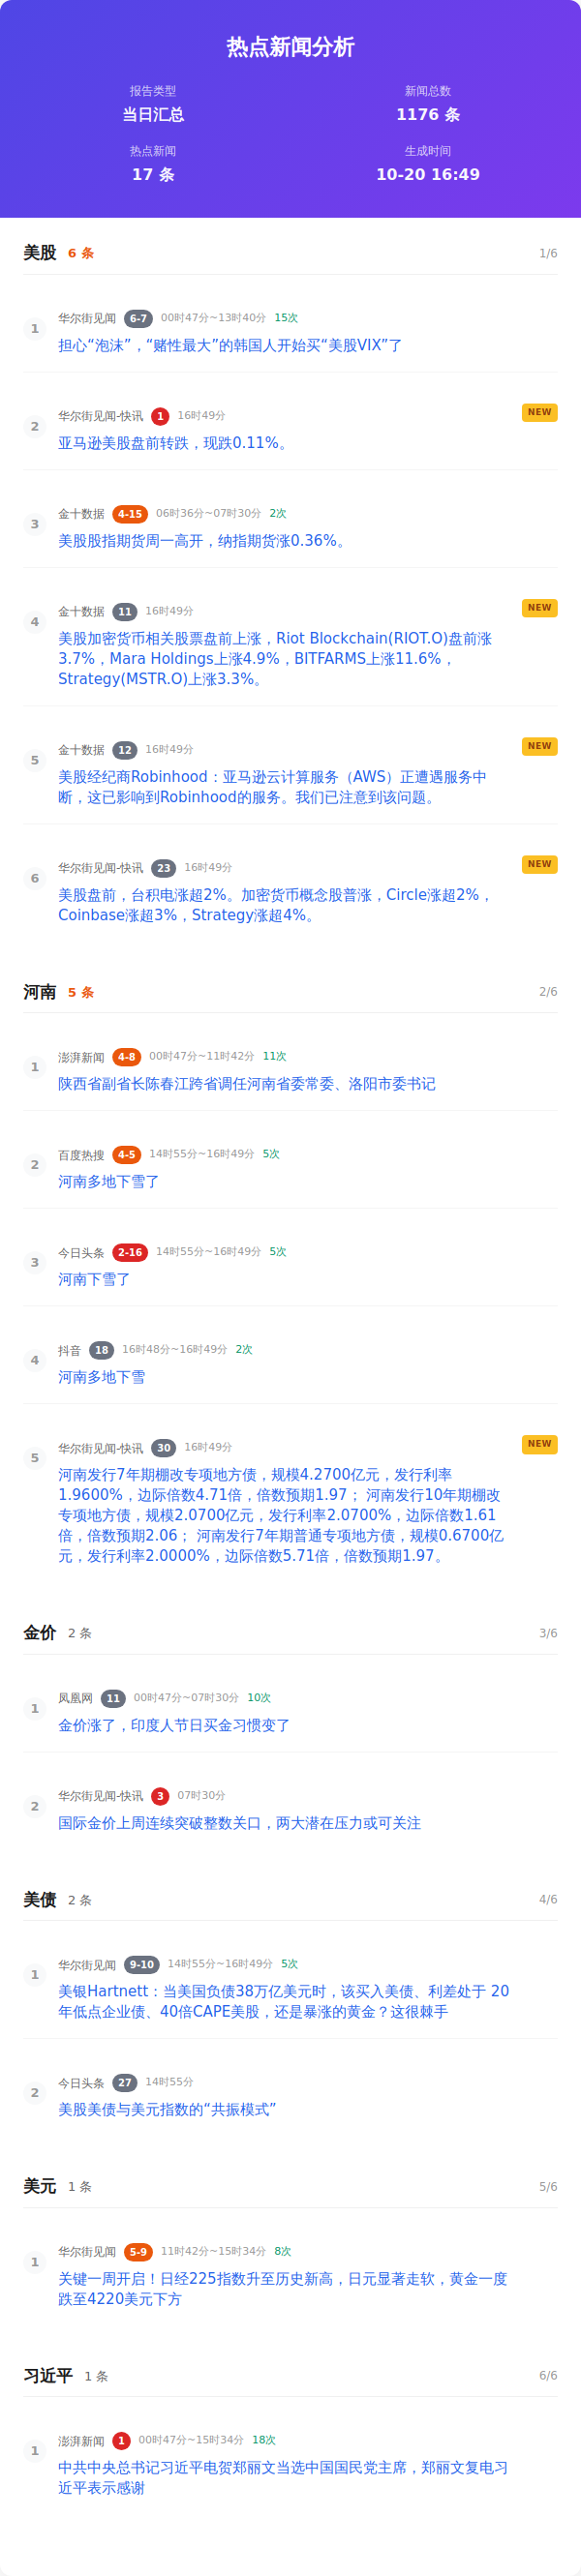 热点新闻分析
报告类型
新闻总数
当日汇总
1176 条
热点新闻
生成时间
17 条
10-20 16:49
美股 6 条 1/6
1 华尔街见闻 6-7 00时47分~13时40分 15次
担心“泡沫”，“赌性最大”的韩国人开始买“美股VIX”了
2 华尔街见闻-快讯 1 16时49分 NEW
亚马逊美股盘前转跌，现跌0.11%。
3 金十数据 4-15 06时36分~07时30分 2次
美股股指期货周一高开，纳指期货涨0.36%。
4 金十数据 11 16时49分 NEW
美股加密货币相关股票盘前上涨，Riot Blockchain(RIOT.O)盘前涨
3.7%，Mara Holdings上涨4.9%，BITFARMS上涨11.6%，
Strategy(MSTR.O)上涨3.3%。
5 金十数据 12 16时49分 NEW
美股经纪商Robinhood：亚马逊云计算服务（AWS）正遭遇服务中
断，这已影响到Robinhood的服务。我们已注意到该问题。
6 华尔街见闻-快讯 23 16时49分 NEW
美股盘前，台积电涨超2%。加密货币概念股普涨，Circle涨超2%，
Coinbase涨超3%，Strategy涨超4%。
河南 5 条 2/6
1 澎湃新闻 4-8 00时47分~11时42分 11次
陕西省副省长陈春江跨省调任河南省委常委、洛阳市委书记
2 百度热搜 4-5 14时55分~16时49分 5次
河南多地下雪了
3 今日头条 2-16 14时55分~16时49分 5次
河南下雪了
4 抖音 18 16时48分~16时49分 2次
河南多地下雪
5 华尔街见闻-快讯 30 16时49分 NEW
河南发行7年期棚改专项地方债，规模4.2700亿元，发行利率
1.9600%，边际倍数4.71倍，倍数预期1.97； 河南发行10年期棚改
专项地方债，规模2.0700亿元，发行利率2.0700%，边际倍数1.61
倍，倍数预期2.06； 河南发行7年期普通专项地方债，规模0.6700亿
元，发行利率2.0000%，边际倍数5.71倍，倍数预期1.97。
金价 2 条 3/6
1 凤凰网 11 00时47分~07时30分 10次
金价涨了，印度人节日买金习惯变了
2 华尔街见闻-快讯 3 07时30分
国际金价上周连续突破整数关口，两大潜在压力或可关注
美债 2 条 4/6
1 华尔街见闻 9-10 14时55分~16时49分 5次
美银Hartnett：当美国负债38万亿美元时，该买入美债、利差处于 20
年低点企业债、40倍CAPE美股，还是暴涨的黄金？这很棘手
2 今日头条 27 14时55分
美股美债与美元指数的“共振模式”
美元 1 条 5/6
1 华尔街见闻 5-9 11时42分~15时34分 8次
关键一周开启！日经225指数升至历史新高，日元显著走软，黄金一度
跌至4220美元下方
习近平 1 条 6/6
1 澎湃新闻 1 00时47分~15时34分 18次
中共中央总书记习近平电贺郑丽文当选中国国民党主席，郑丽文复电习
近平表示感谢